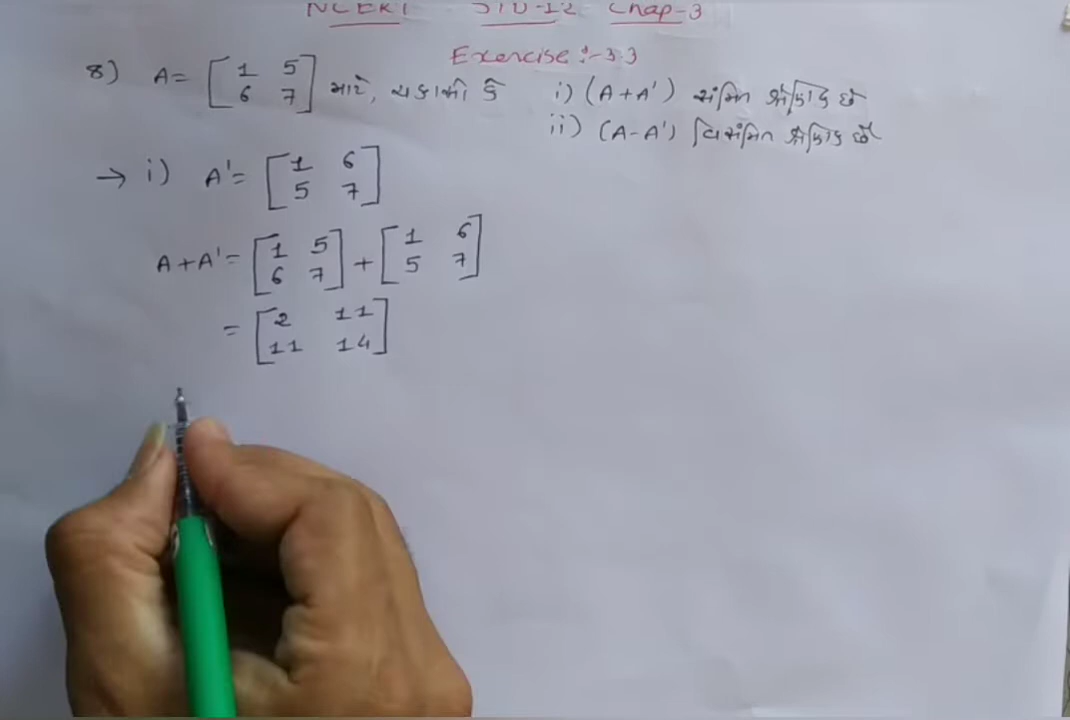 NCERT - STD-12 Chap-3
Exercise :- 3.3
8) A = [1 5 માટે, ચકાસો કે i) (A+A') સંમિત શ્રેણિક છે
6 7] ii) (A-A') વિસંમિત શ્રેણિક છે
→ i) A' = [1 6
5 7]
A+A' = [1 5 + [1 6
6 7] 5 7]
= [2 11
11 14]